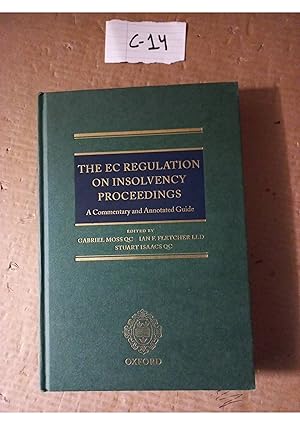 C-14
THE EC REGULATION
ON INSOLVENCY
PROCEEDINGS
A Commentary and Annotated Guide
EDITED BY
GABRIEL MOSS QC IAN F. FLETCHER LLD
STUART ISAACS QC
OXFORD